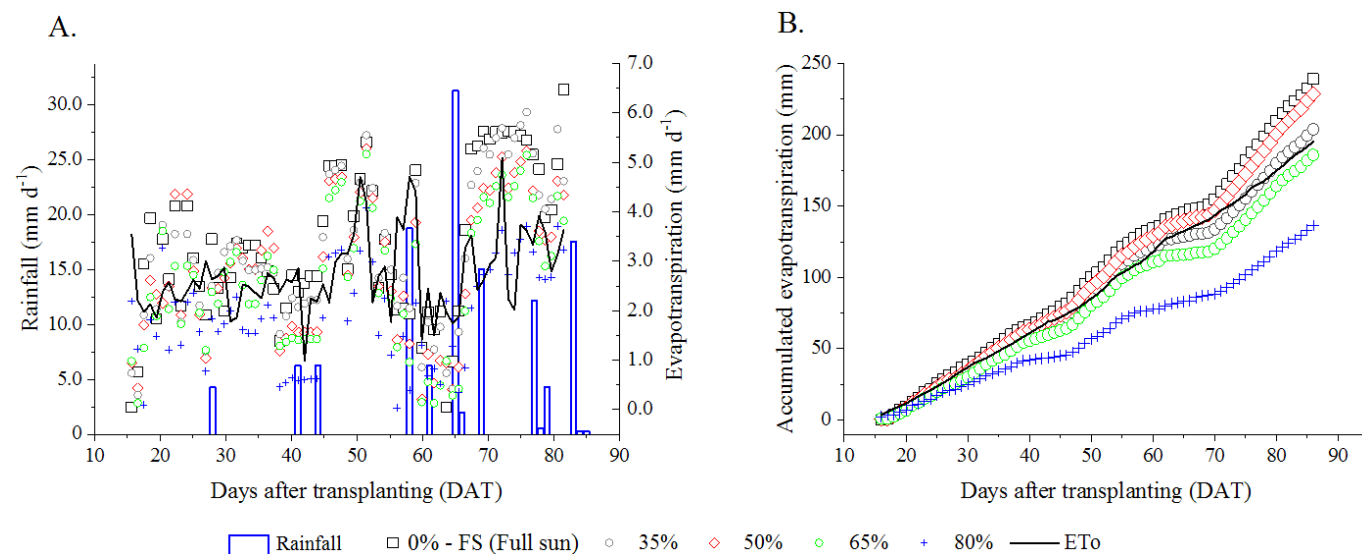 A.
B.
Rainfall (mm d⁻¹)
30.0
25.0
20.0
15.0
10.0
5.0
0
7.0
6.0
5.0
4.0
3.0
2.0
1.0
0.0
Evapotranspiration (mm d⁻¹)
10 20 30 40 50 60 70 80 90
Days after transplanting (DAT)
Accumulated evapotranspiration (mm)
250
200
150
100
50
0
10 20 30 40 50 60 70 80 90
Days after transplanting (DAT)
Rainfall 0% - FS (Full sun) 35% 50% 65% 80% ETo